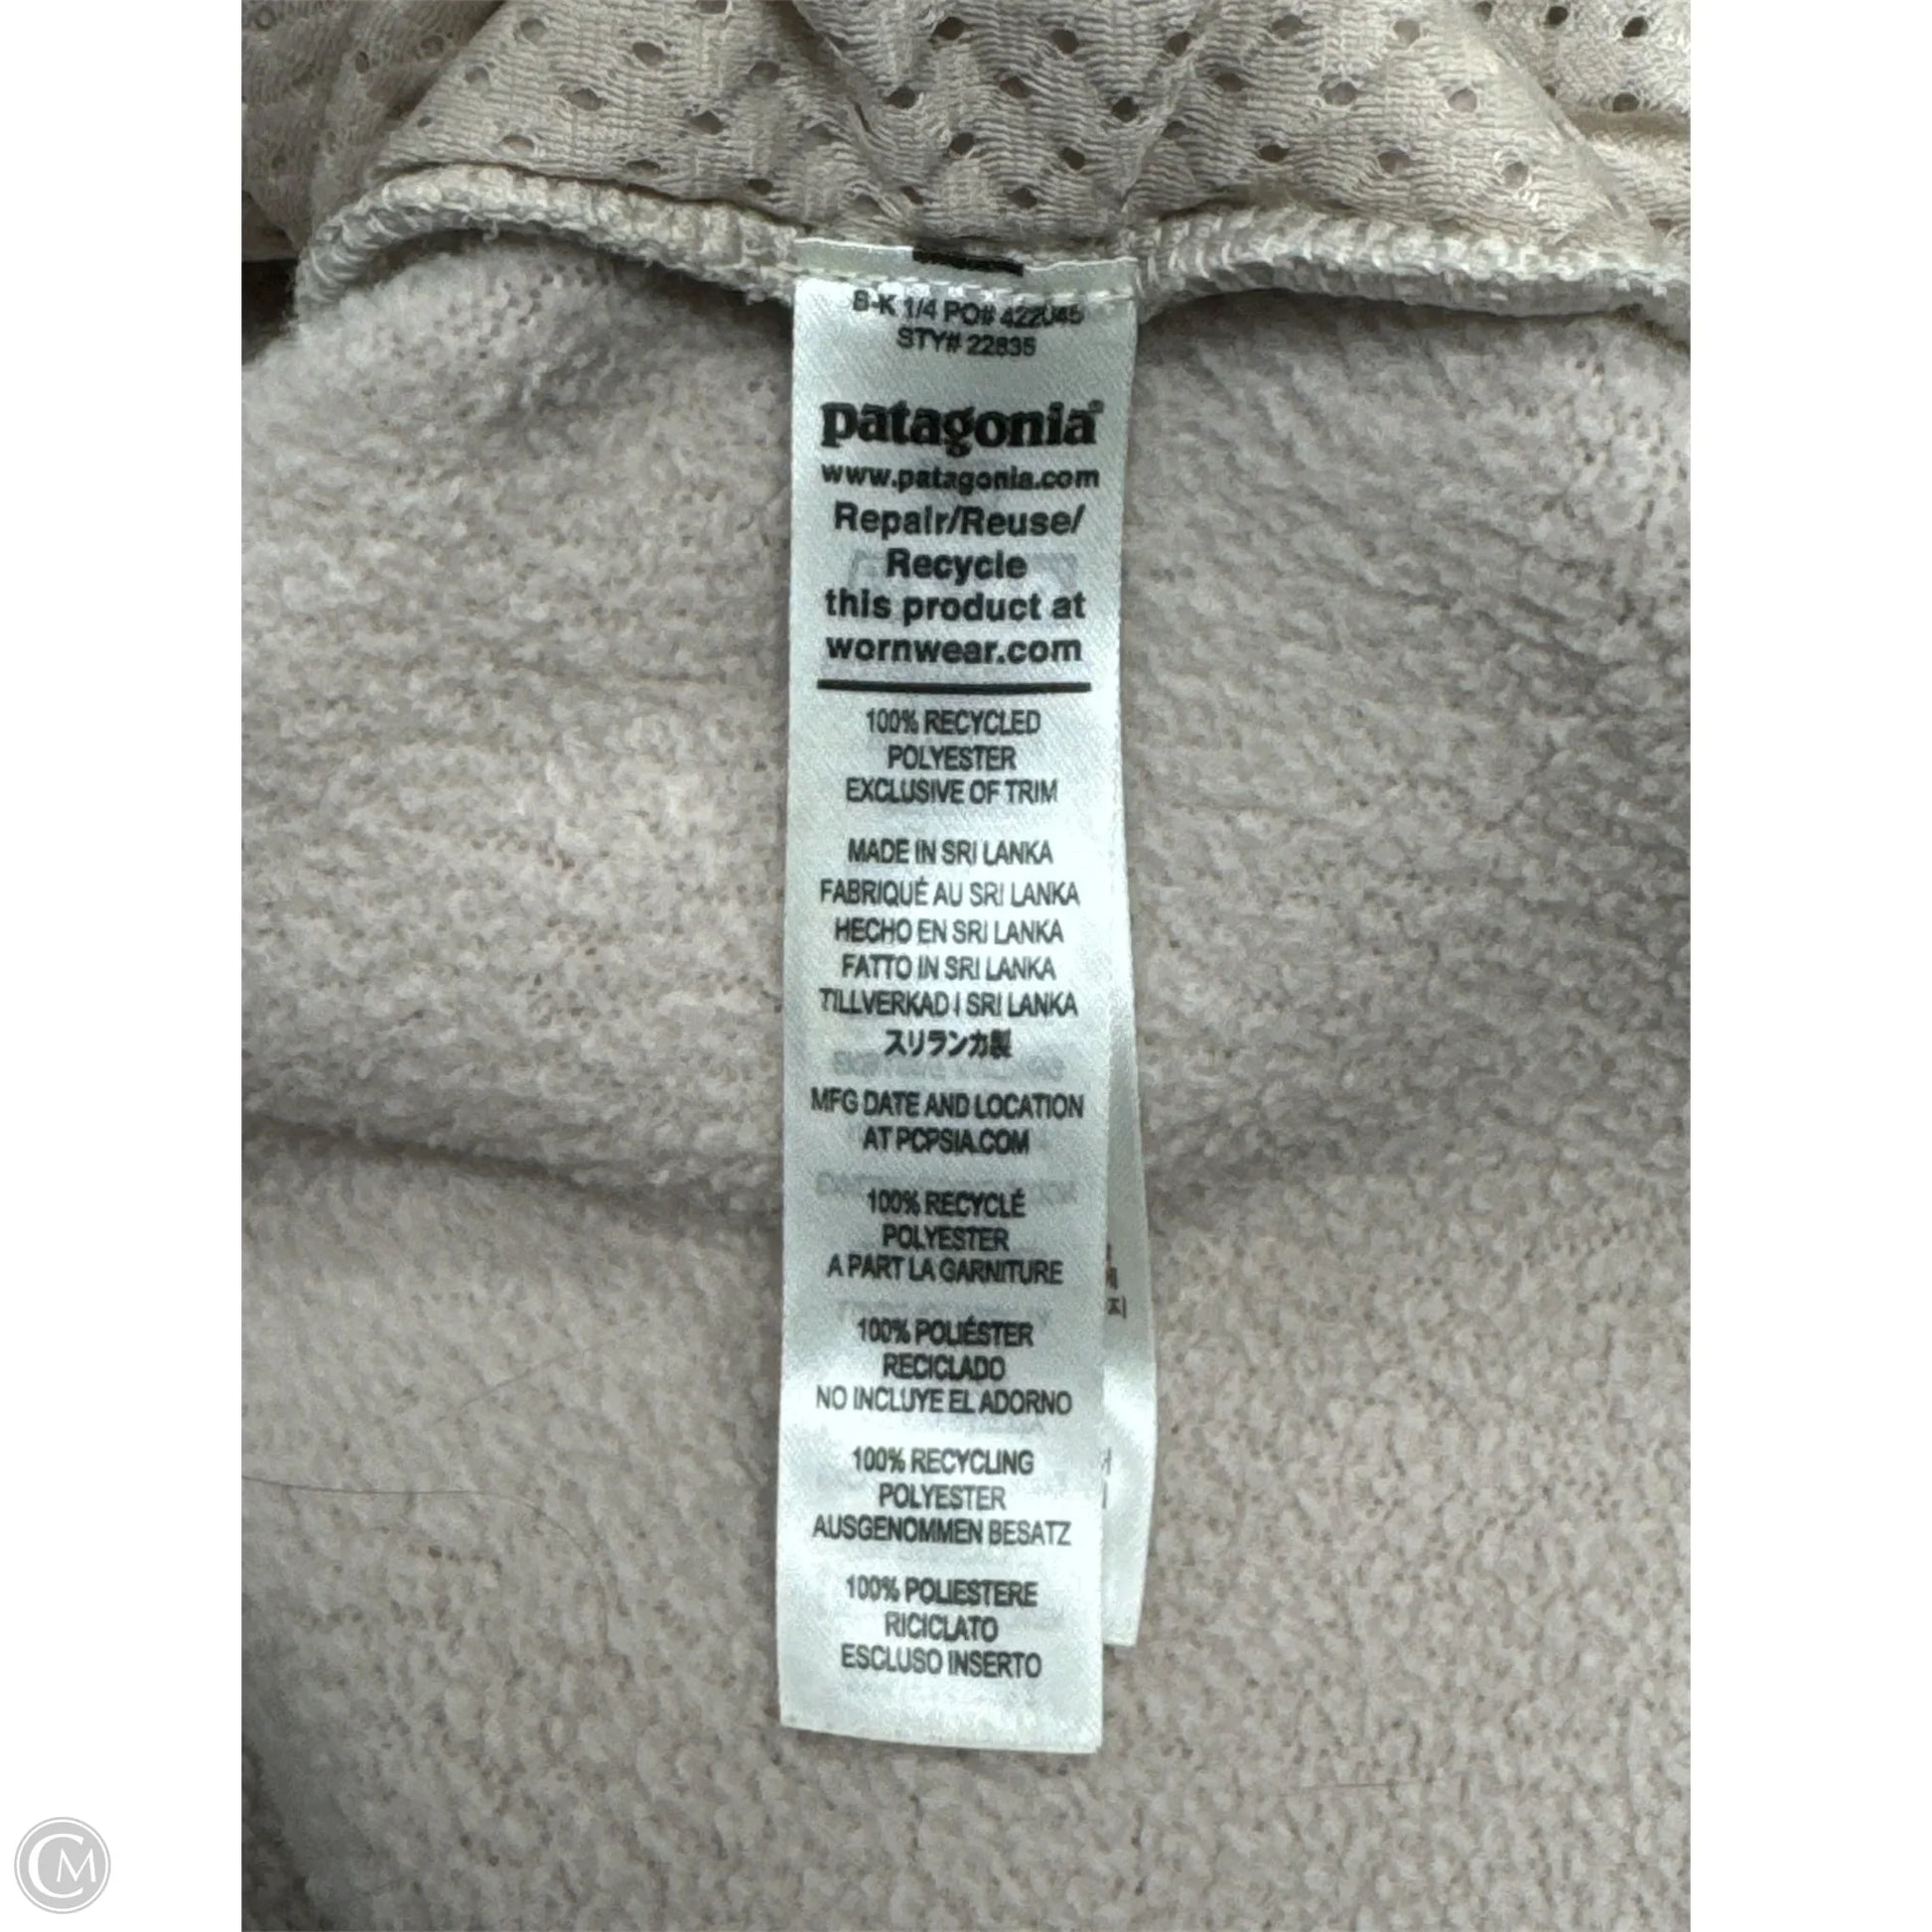 B-K 1/4 PO# 422045
STY# 22835
patagonia®
www.patagonia.com
Repair/Reuse/
Recycle
this product at
wornwear.com
100% RECYCLED
POLYESTER
EXCLUSIVE OF TRIM
MADE IN SRI LANKA
FABRIQUÉ AU SRI LANKA
HECHO EN SRI LANKA
FATTO IN SRI LANKA
TILLVERKAD I SRI LANKA
スリランカ製
MFG DATE AND LOCATION
AT PCPSIA.COM
100% RECYCLÉ
POLYESTER
A PART LA GARNITURE
100% POLIÉSTER
RECICLADO
NO INCLUYE EL ADORNO
100% RECYCLING
POLYESTER
AUSGENOMMEN BESATZ
100% POLIESTERE
RICICLATO
ESCLUSO INSERTO
CM